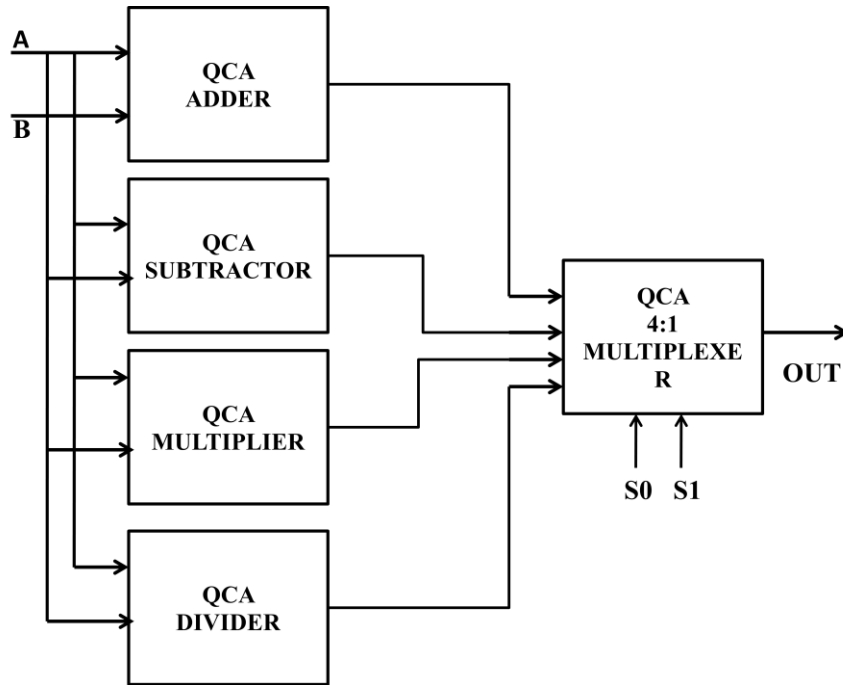 A
B
QCA
ADDER
QCA
SUBTRACTOR
QCA
MULTIPLIER
QCA
DIVIDER
QCA
4:1
MULTIPLEXE
R
OUT
S0 S1